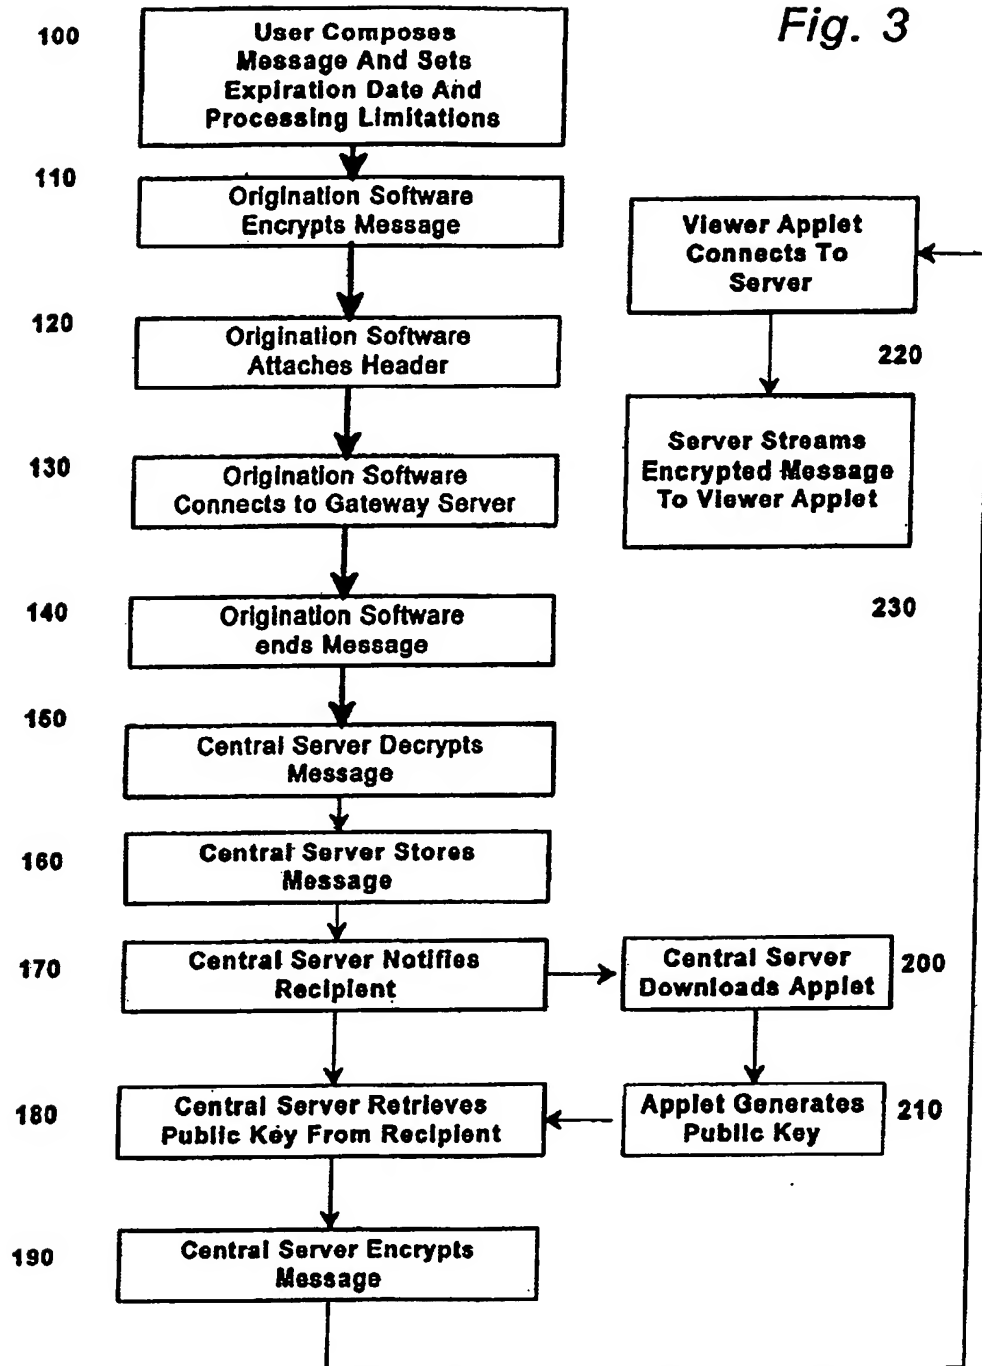 Fig. 3
100
User Composes
Message And Sets
Expiration Date And
Processing Limitations
110
Origination Software
Encrypts Message
120
Origination Software
Attaches Header
130
Origination Software
Connects to Gateway Server
140
Origination Software
ends Message
150
Central Server Decrypts
Message
160
Central Server Stores
Message
170
Central Server Notifies
Recipient
Central Server
Downloads Applet
200
180
Central Server Retrieves
Public Key From Recipient
Applet Generates
Public Key
210
190
Central Server Encrypts
Message
Viewer Applet
Connects To
Server
220
Server Streams
Encrypted Message
To Viewer Applet
230